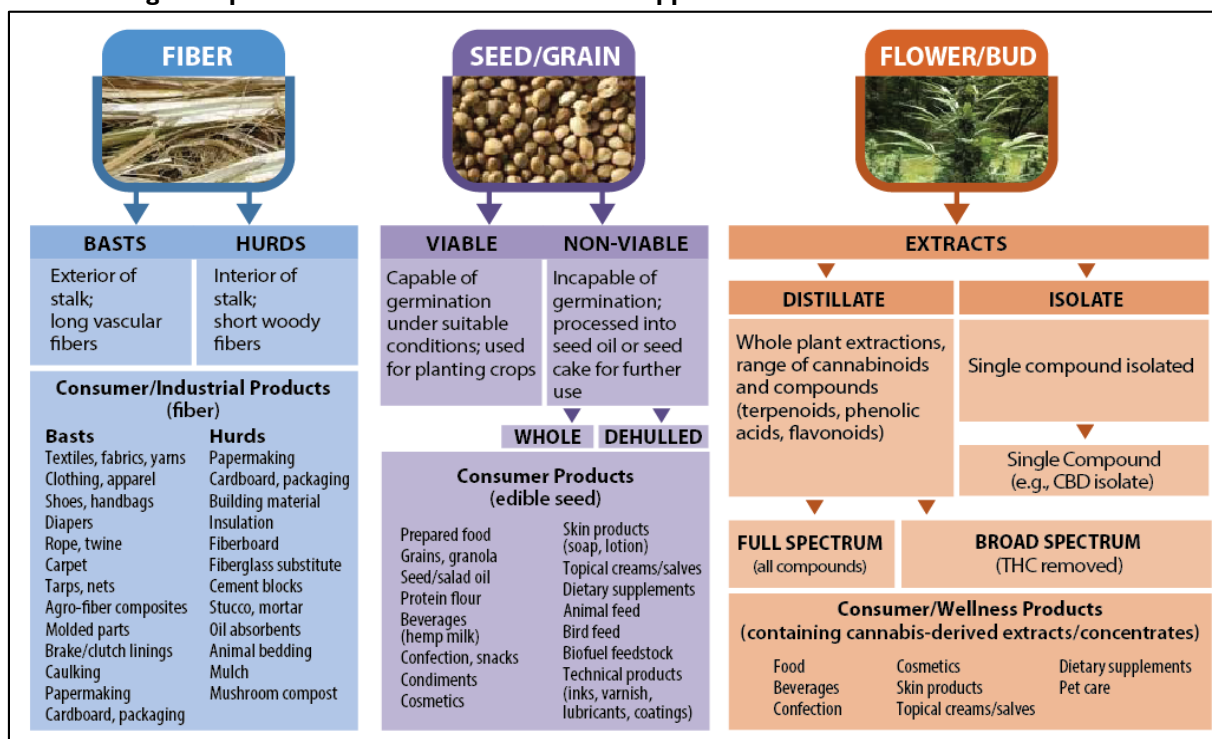 FIBER
BASTS
HURDS
Exterior of
stalk;
long vascular
fibers
Interior of
stalk;
short woody
fibers
Consumer/Industrial Products
(fiber)
Basts
Textiles, fabrics, yarns
Clothing, apparel
Shoes, handbags
Diapers
Rope, twine
Carpet
Tarps, nets
Agro-fiber composites
Molded parts
Brake/clutch linings
Caulking
Papermaking
Cardboard, packaging
Hurds
Papermaking
Cardboard, packaging
Building material
Insulation
Fiberboard
Fiberglass substitute
Cement blocks
Stucco, mortar
Oil absorbents
Animal bedding
Mulch
Mushroom compost
SEED/GRAIN
VIABLE
NON-VIABLE
Capable of
germination
under suitable
conditions; used
for planting crops
Incapable of
germination;
processed into
seed oil or seed
cake for further
use
WHOLE
DEHULLED
Consumer Products
(edible seed)
Prepared food
Grains, granola
Seed/salad oil
Protein flour
Beverages
(hemp milk)
Confection, snacks
Condiments
Cosmetics
Skin products
(soap, lotion)
Topical creams/salves
Dietary supplements
Animal feed
Bird feed
Biofuel feedstock
Technical products
(inks, varnish,
lubricants, coatings)
FLOWER/BUD
EXTRACTS
DISTILLATE
ISOLATE
Whole plant extractions,
range of cannabinoids
and compounds
(terpenoids, phenolic
acids, flavonoids)
Single compound isolated
Single Compound
(e.g., CBD isolate)
FULL SPECTRUM
(all compounds)
BROAD SPECTRUM
(THC removed)
Consumer/Wellness Products
(containing cannabis-derived extracts/concentrates)
Food
Beverages
Confection
Cosmetics
Skin products
Topical creams/salves
Dietary supplements
Pet care